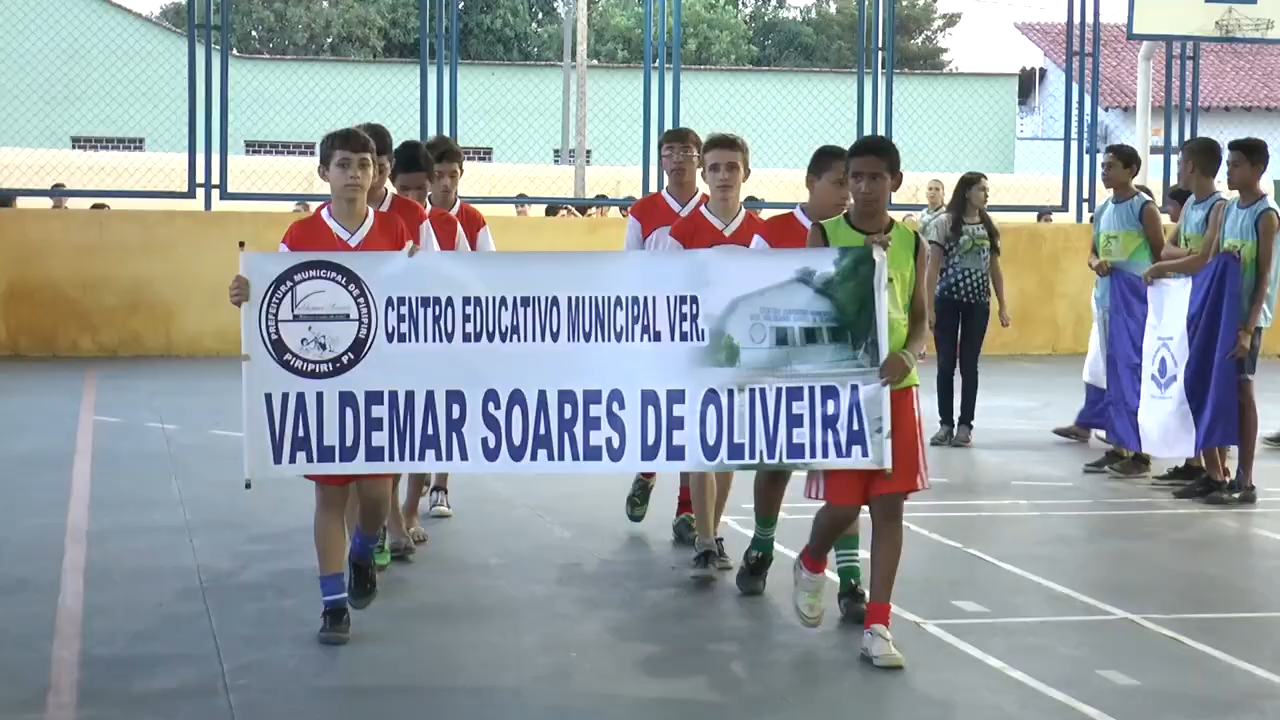 PREFEITURA MUNICIPAL DE PIRIPIRI
PIRIPIRI - PI
CENTRO EDUCATIVO MUNICIPAL VER.
VALDEMAR SOARES DE OLIVEIRA